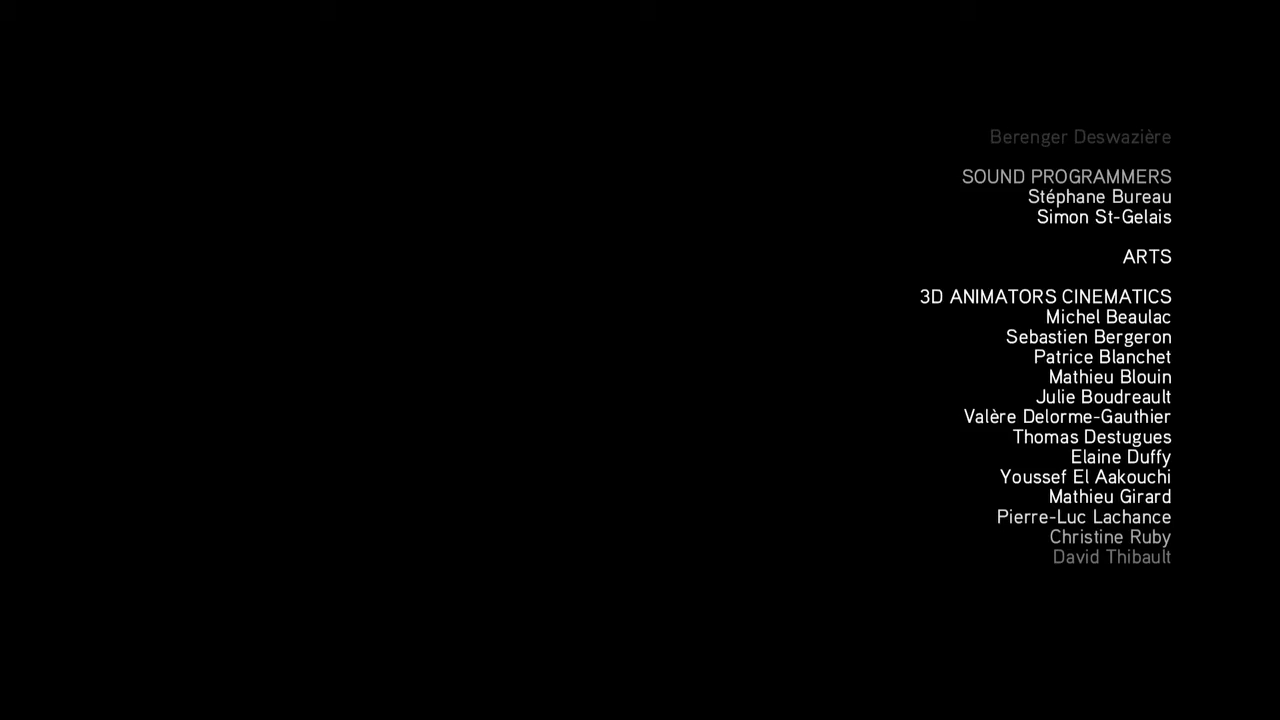 Berenger Deswazière
SOUND PROGRAMMERS
Stéphane Bureau
Simon St-Gelais
ARTS
3D ANIMATORS CINEMATICS
Michel Beaulac
Sebastien Bergeron
Patrice Blanchet
Mathieu Blouin
Julie Boudreault
Valère Delorme-Gauthier
Thomas Destugues
Elaine Duffy
Youssef El Aakouchi
Mathieu Girard
Pierre-Luc Lachance
Christine Ruby
David Thibault